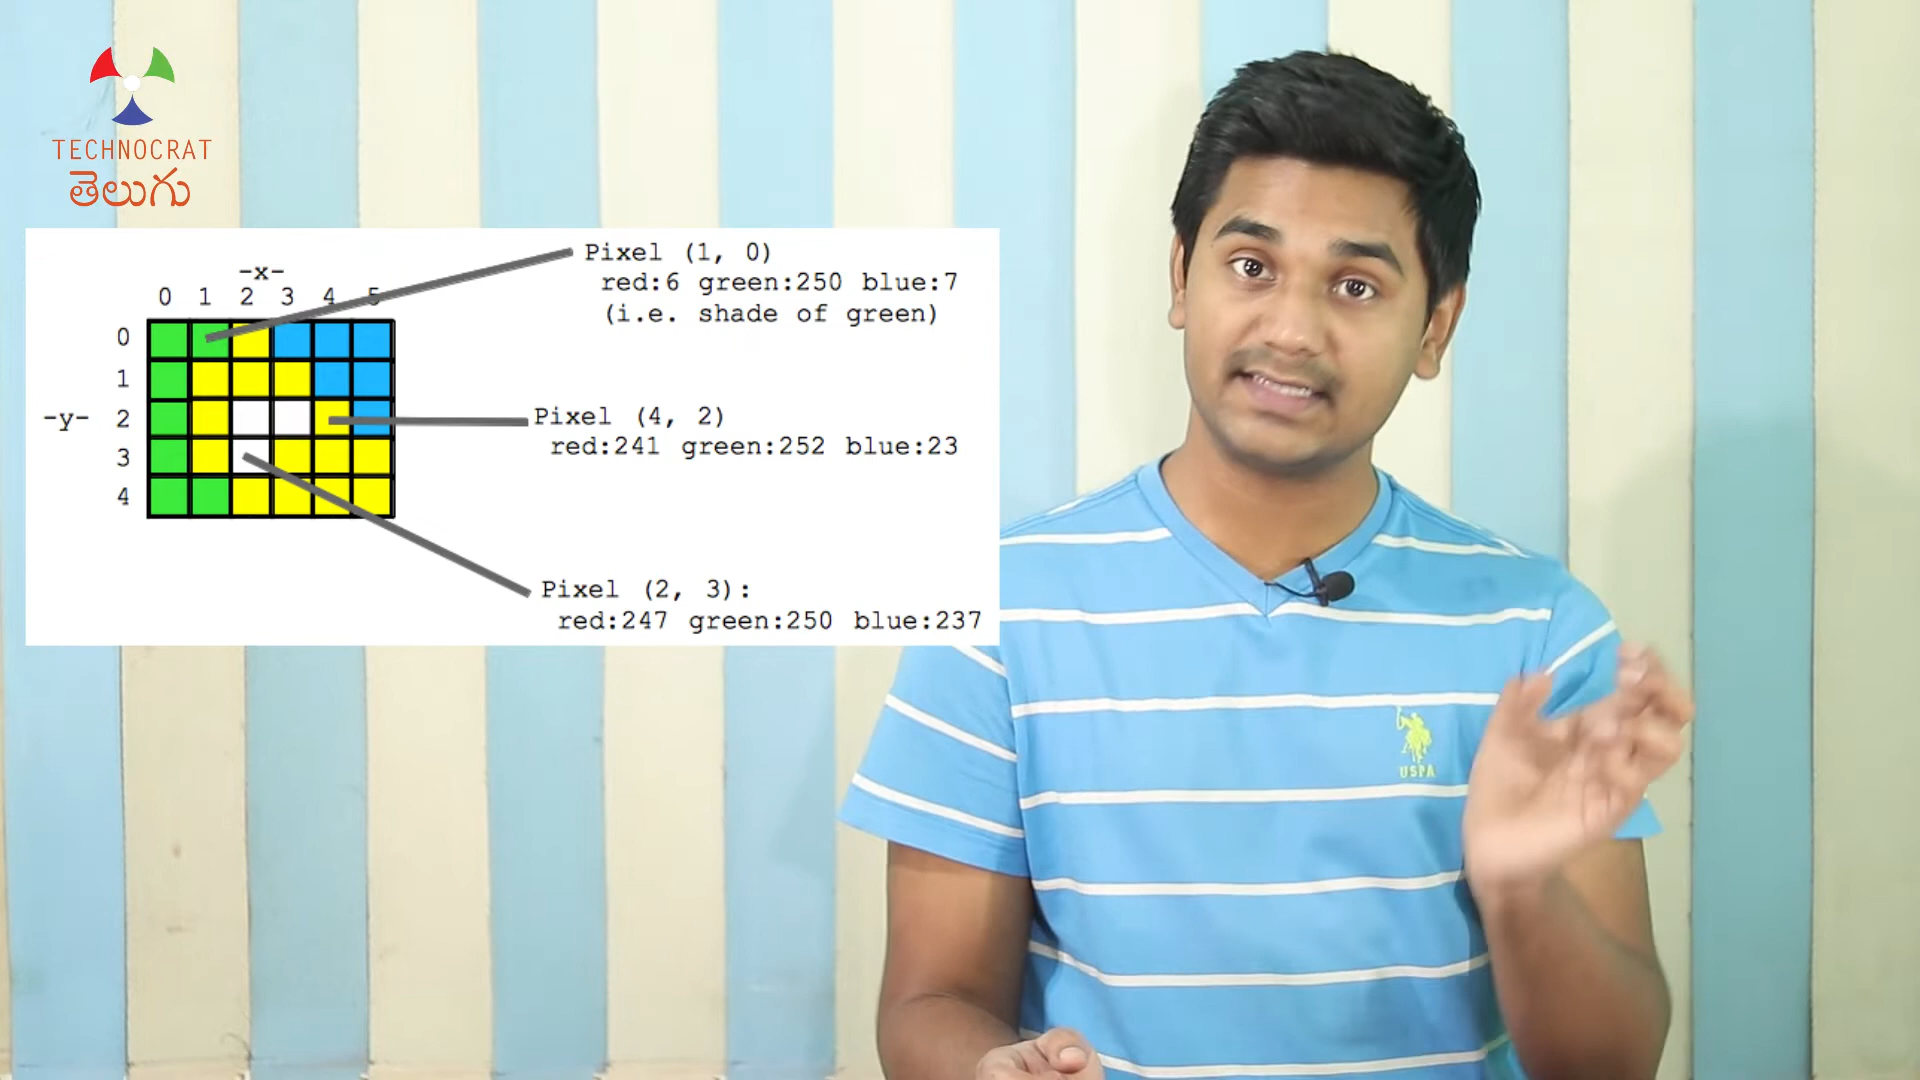 TECHNOCRAT
తెలుగు
-x-
0 1 2 3 4 5
0
1
-y- 2
3
4
Pixel (1, 0)
red:6 green:250 blue:7
(i.e. shade of green)
Pixel (4, 2)
red:241 green:252 blue:23
Pixel (2, 3):
red:247 green:250 blue:237
USPA